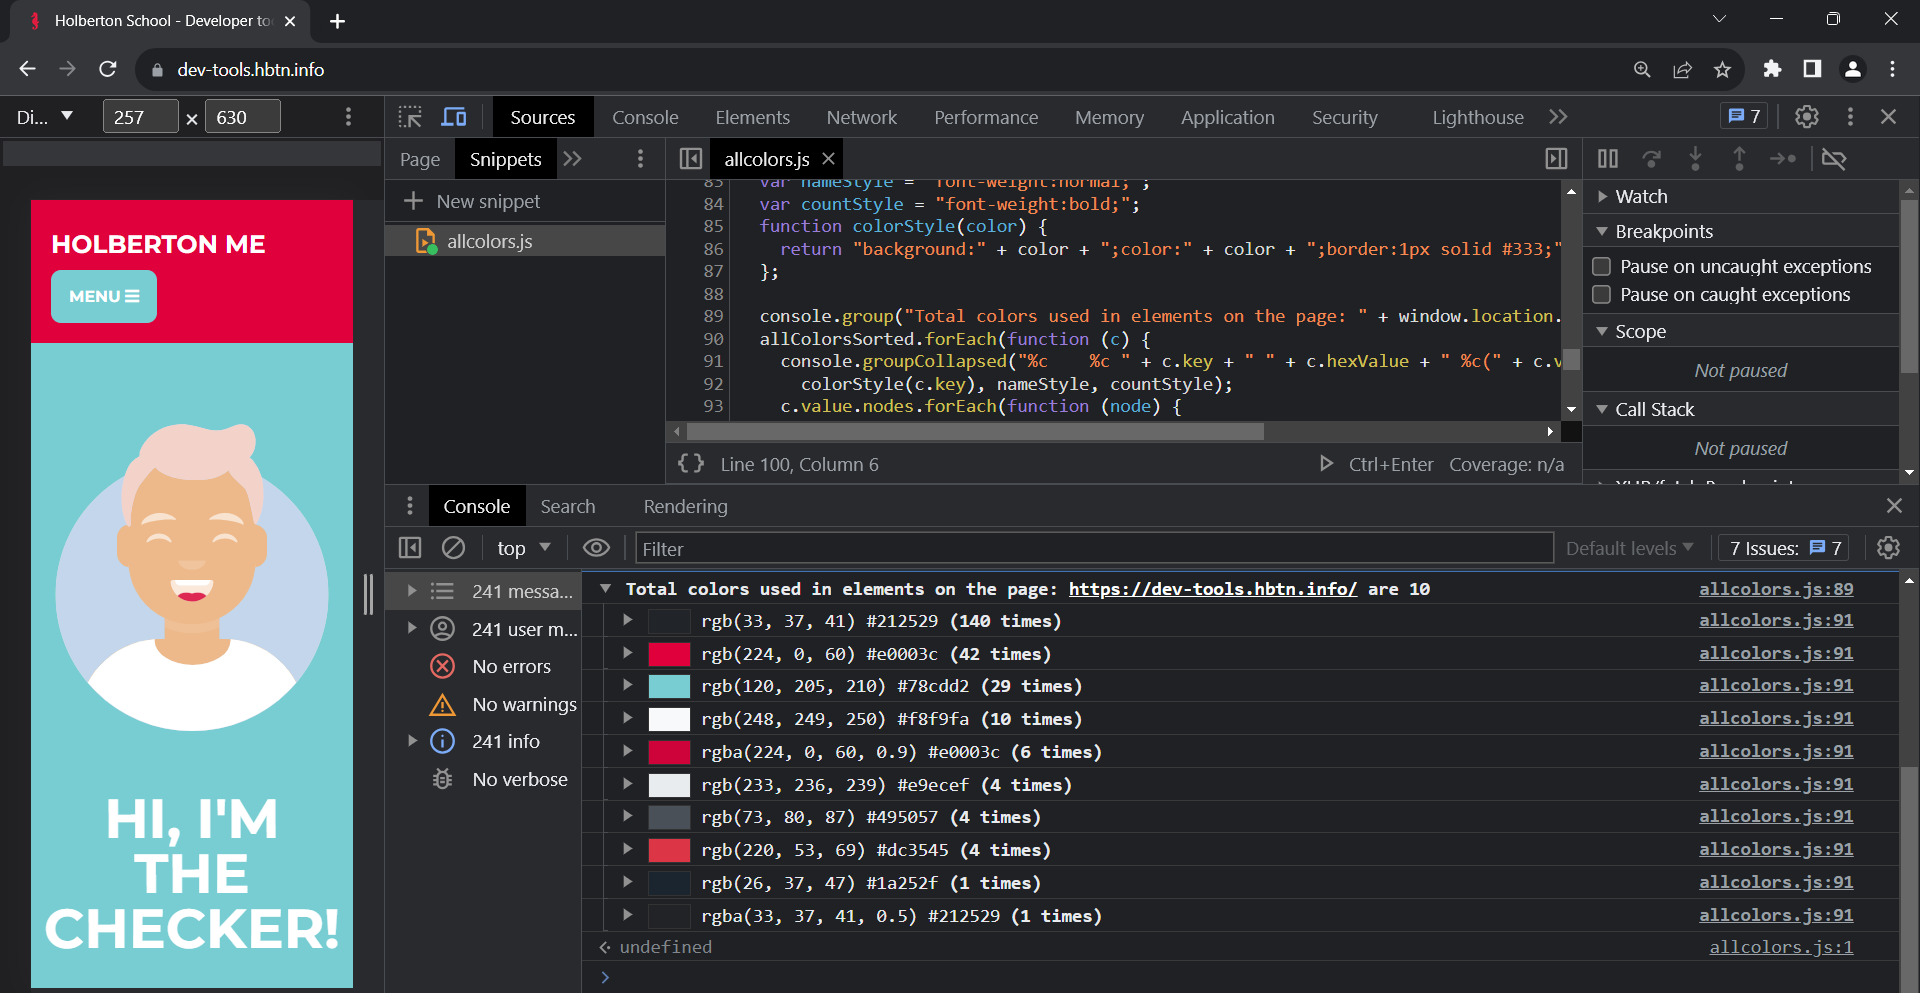 Holberton School - Developer to
dev-tools.hbtn.info
Di... 257 × 630
Sources Console Elements Network Performance Memory Application Security Lighthouse 7
Page Snippets
allcolors.js
New snippet
allcolors.js
83 var nameStyle = "font-weight:normal;";
84 var countStyle = "font-weight:bold;";
85 function colorStyle(color) {
86 return "background:" + color + ";color:" + color + ";border:1px solid #333;"
87 };
88
89 console.group("Total colors used in elements on the page: " + window.location.
90 allColorsSorted.forEach(function (c) {
91 console.groupCollapsed("%c    %c " + c.key + " " + c.hexValue + " %c(" + c.v
92 colorStyle(c.key), nameStyle, countStyle);
93 c.value.nodes.forEach(function (node) {
{} Line 100, Column 6 Ctrl+Enter Coverage: n/a
Watch
Breakpoints
Pause on uncaught exceptions
Pause on caught exceptions
Scope
Not paused
Call Stack
Not paused
HOLBERTON ME
MENU
HI, I'M
THE
CHECKER!
Console Search Rendering
top Filter Default levels 7 Issues: 7
241 messa...
241 user m...
No errors
No warnings
241 info
No verbose
Total colors used in elements on the page: https://dev-tools.hbtn.info/ are 10 allcolors.js:89
rgb(33, 37, 41) #212529 (140 times) allcolors.js:91
rgb(224, 0, 60) #e0003c (42 times) allcolors.js:91
rgb(120, 205, 210) #78cdd2 (29 times) allcolors.js:91
rgb(248, 249, 250) #f8f9fa (10 times) allcolors.js:91
rgba(224, 0, 60, 0.9) #e0003c (6 times) allcolors.js:91
rgb(233, 236, 239) #e9ecef (4 times) allcolors.js:91
rgb(73, 80, 87) #495057 (4 times) allcolors.js:91
rgb(220, 53, 69) #dc3545 (4 times) allcolors.js:91
rgb(26, 37, 47) #1a252f (1 times) allcolors.js:91
rgba(33, 37, 41, 0.5) #212529 (1 times) allcolors.js:91
undefined allcolors.js:1